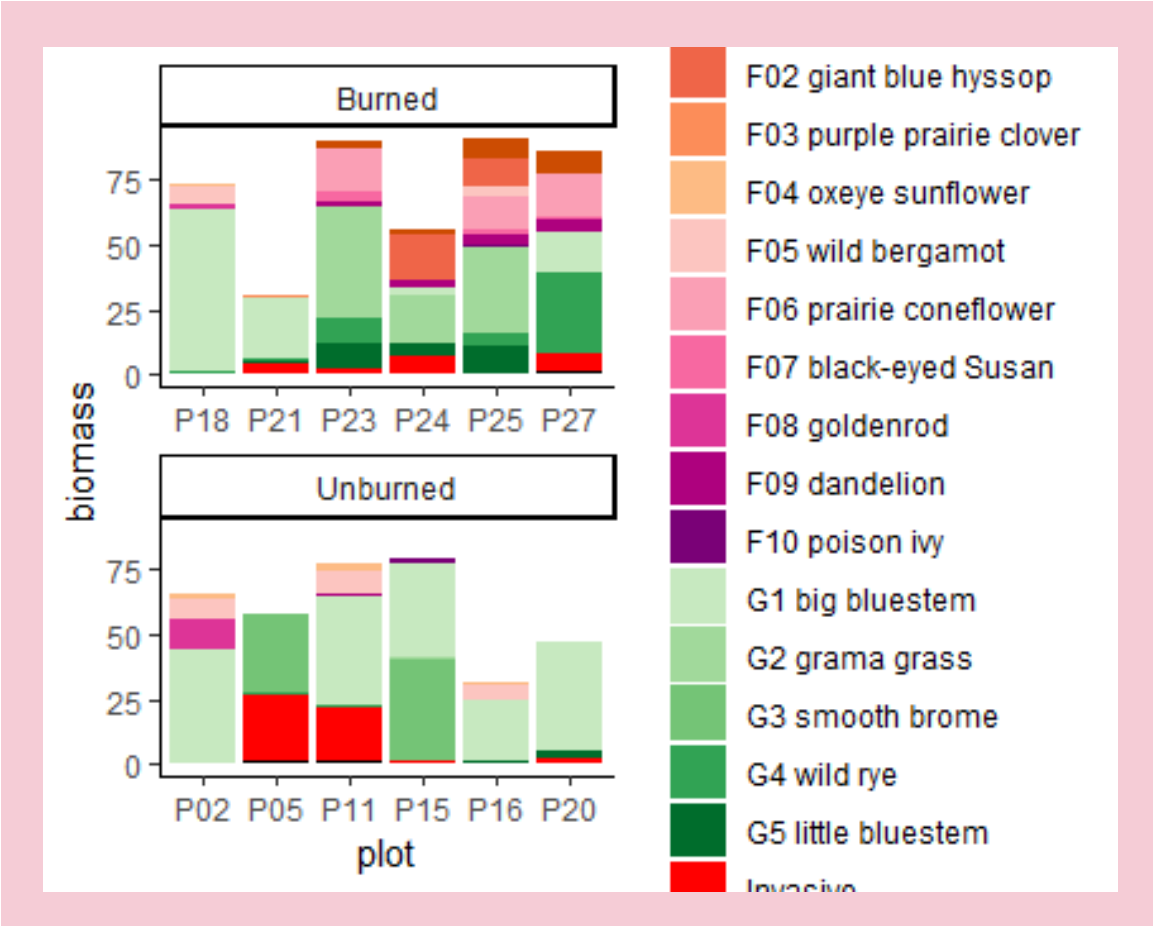 Burned
75
50
25
0
P18 P21 P23 P24 P25 P27
biomass
Unburned
75
50
25
0
P02 P05 P11 P15 P16 P20
plot
F02 giant blue hyssop
F03 purple prairie clover
F04 oxeye sunflower
F05 wild bergamot
F06 prairie coneflower
F07 black-eyed Susan
F08 goldenrod
F09 dandelion
F10 poison ivy
G1 big bluestem
G2 grama grass
G3 smooth brome
G4 wild rye
G5 little bluestem
Invasive